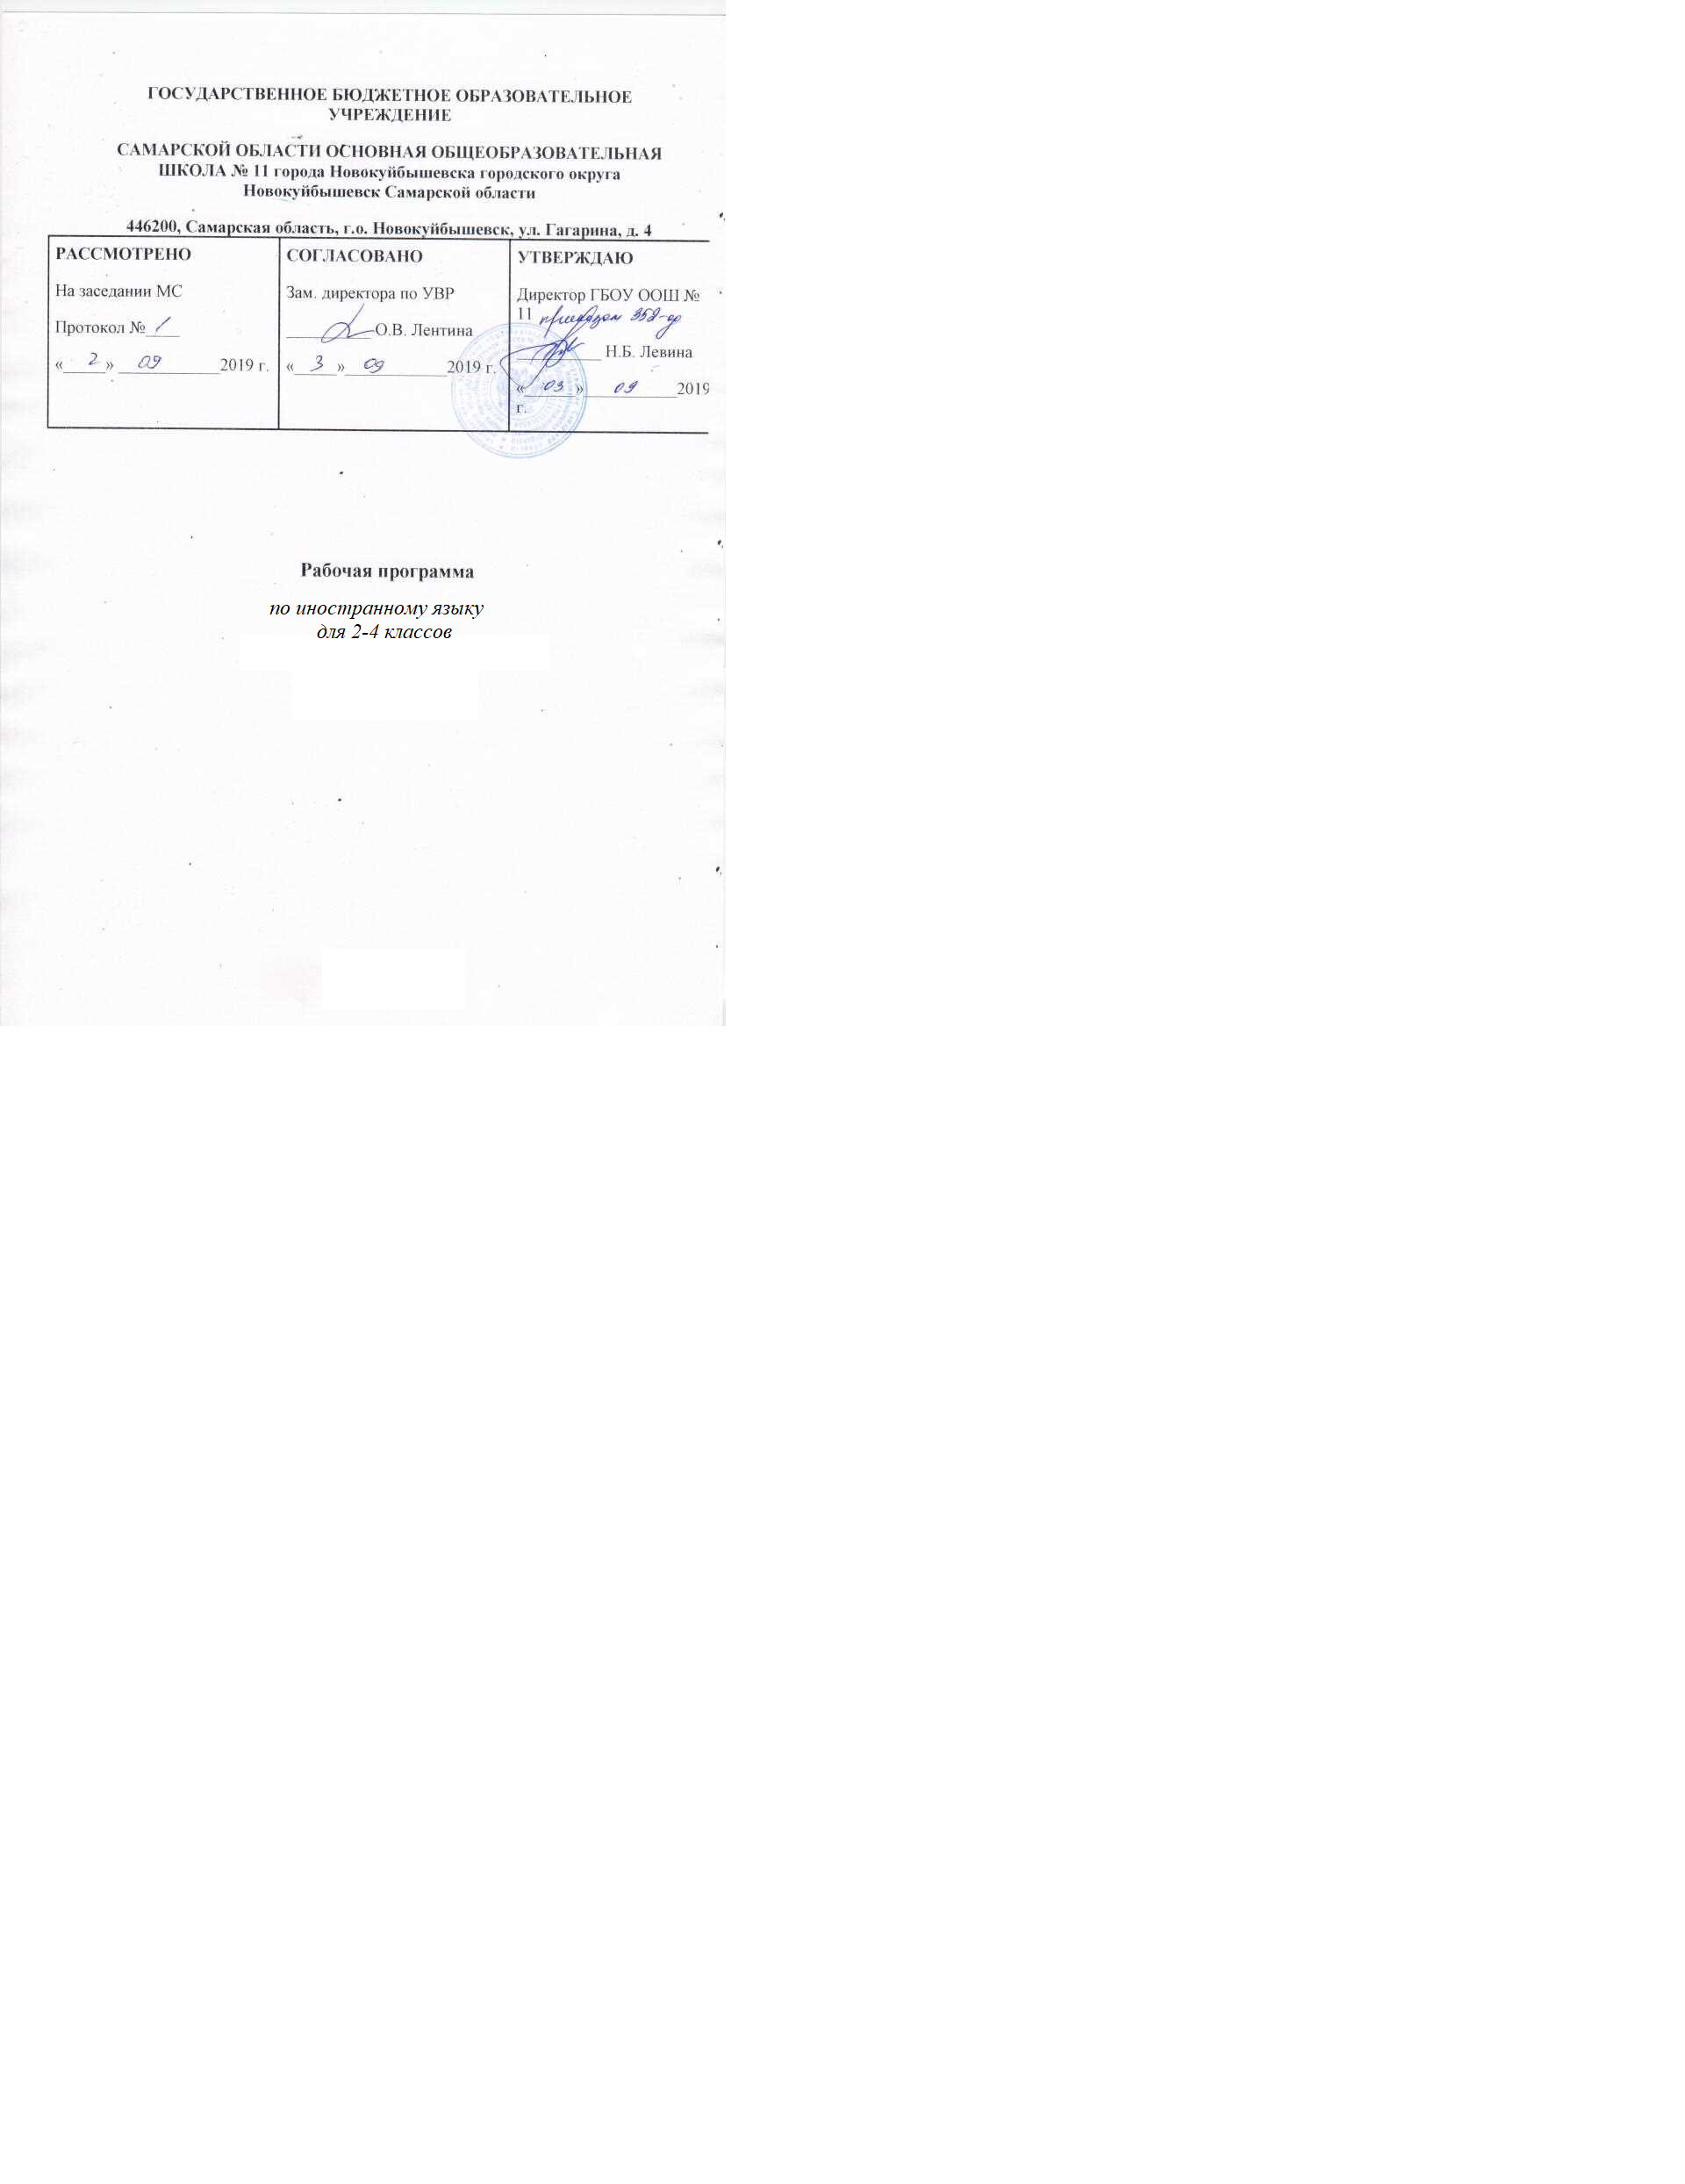 ГОСУДАРСТВЕННОЕ БЮДЖЕТНОЕ ОБРАЗОВАТЕЛЬНОЕ
УЧРЕЖДЕНИЕ
САМАРСКОЙ ОБЛАСТИ ОСНОВНАЯ ОБЩЕОБРАЗОВАТЕЛЬНАЯ
ШКОЛА № 11 города Новокуйбышевска городского округа
Новокуйбышевск Самарской области
446200, Самарская область, г.о. Новокуйбышевск, ул. Гагарина, д. 4
РАССМОТРЕНО
На заседании МС
Протокол № 1
« 2 » 09 2019 г.
СОГЛАСОВАНО
Зам. директора по УВР
О.В. Лентина
« 3 » 09 2019 г.
УТВЕРЖДАЮ
Директор ГБОУ ООШ №
11 приказом 352-од
Н.Б. Левина
« 03 » 09 2019
г.
Рабочая программа
по иностранному языку
для 2-4 классов